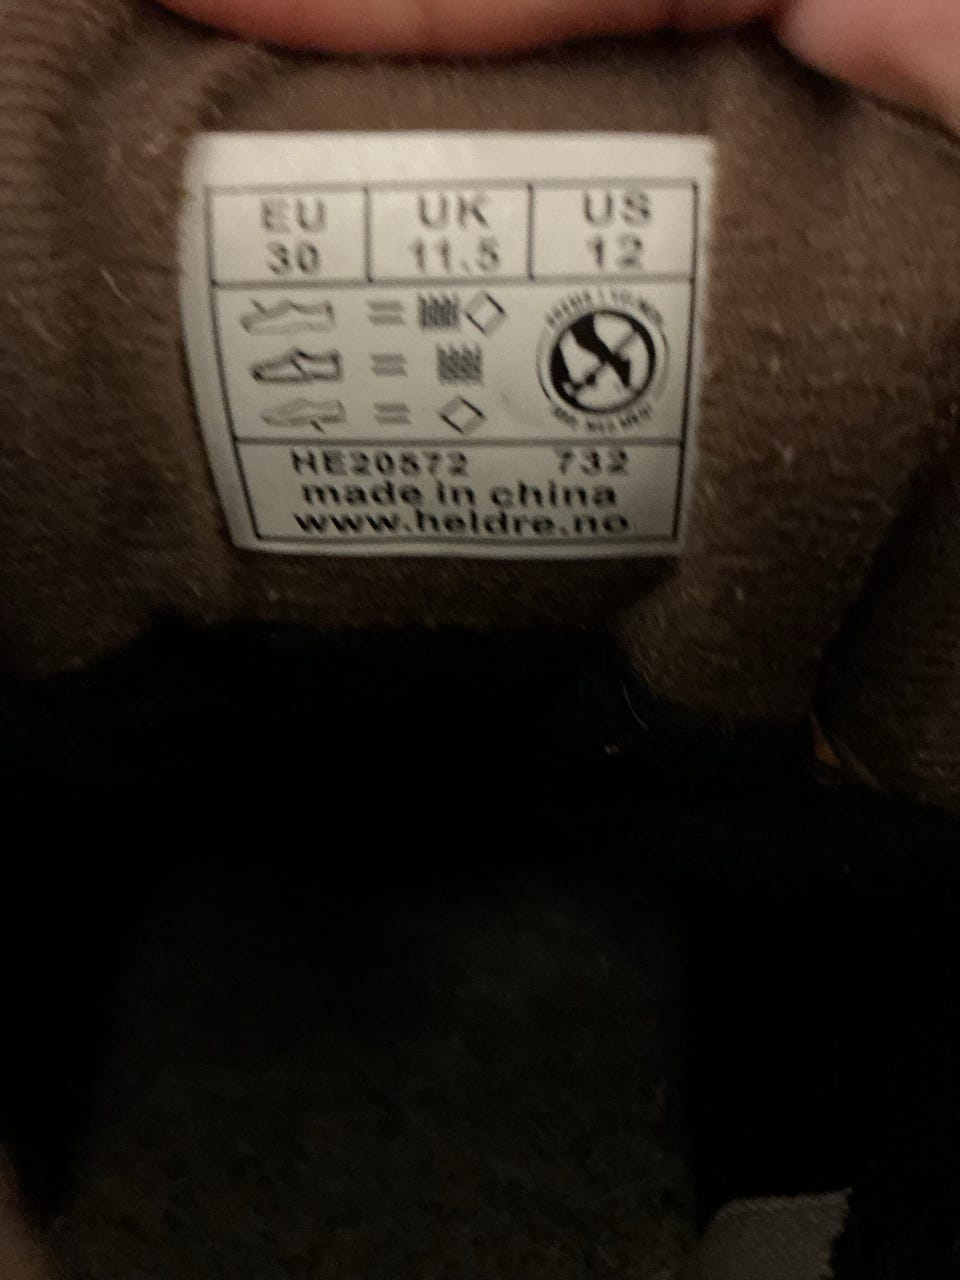 EU UK US
30 11.5 12
HE20572 732
made in china
www.heldre.no